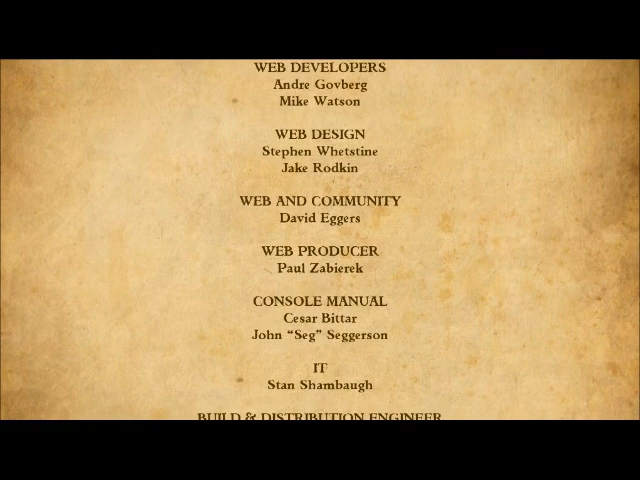 WEB DEVELOPERS
Andre Govberg
Mike Watson
WEB DESIGN
Stephen Whetstine
Jake Rodkin
WEB AND COMMUNITY
David Eggers
WEB PRODUCER
Paul Zabierek
CONSOLE MANUAL
Cesar Bittar
John “Seg” Seggerson
IT
Stan Shambaugh
BUILD & DISTRIBUTION ENGINEER